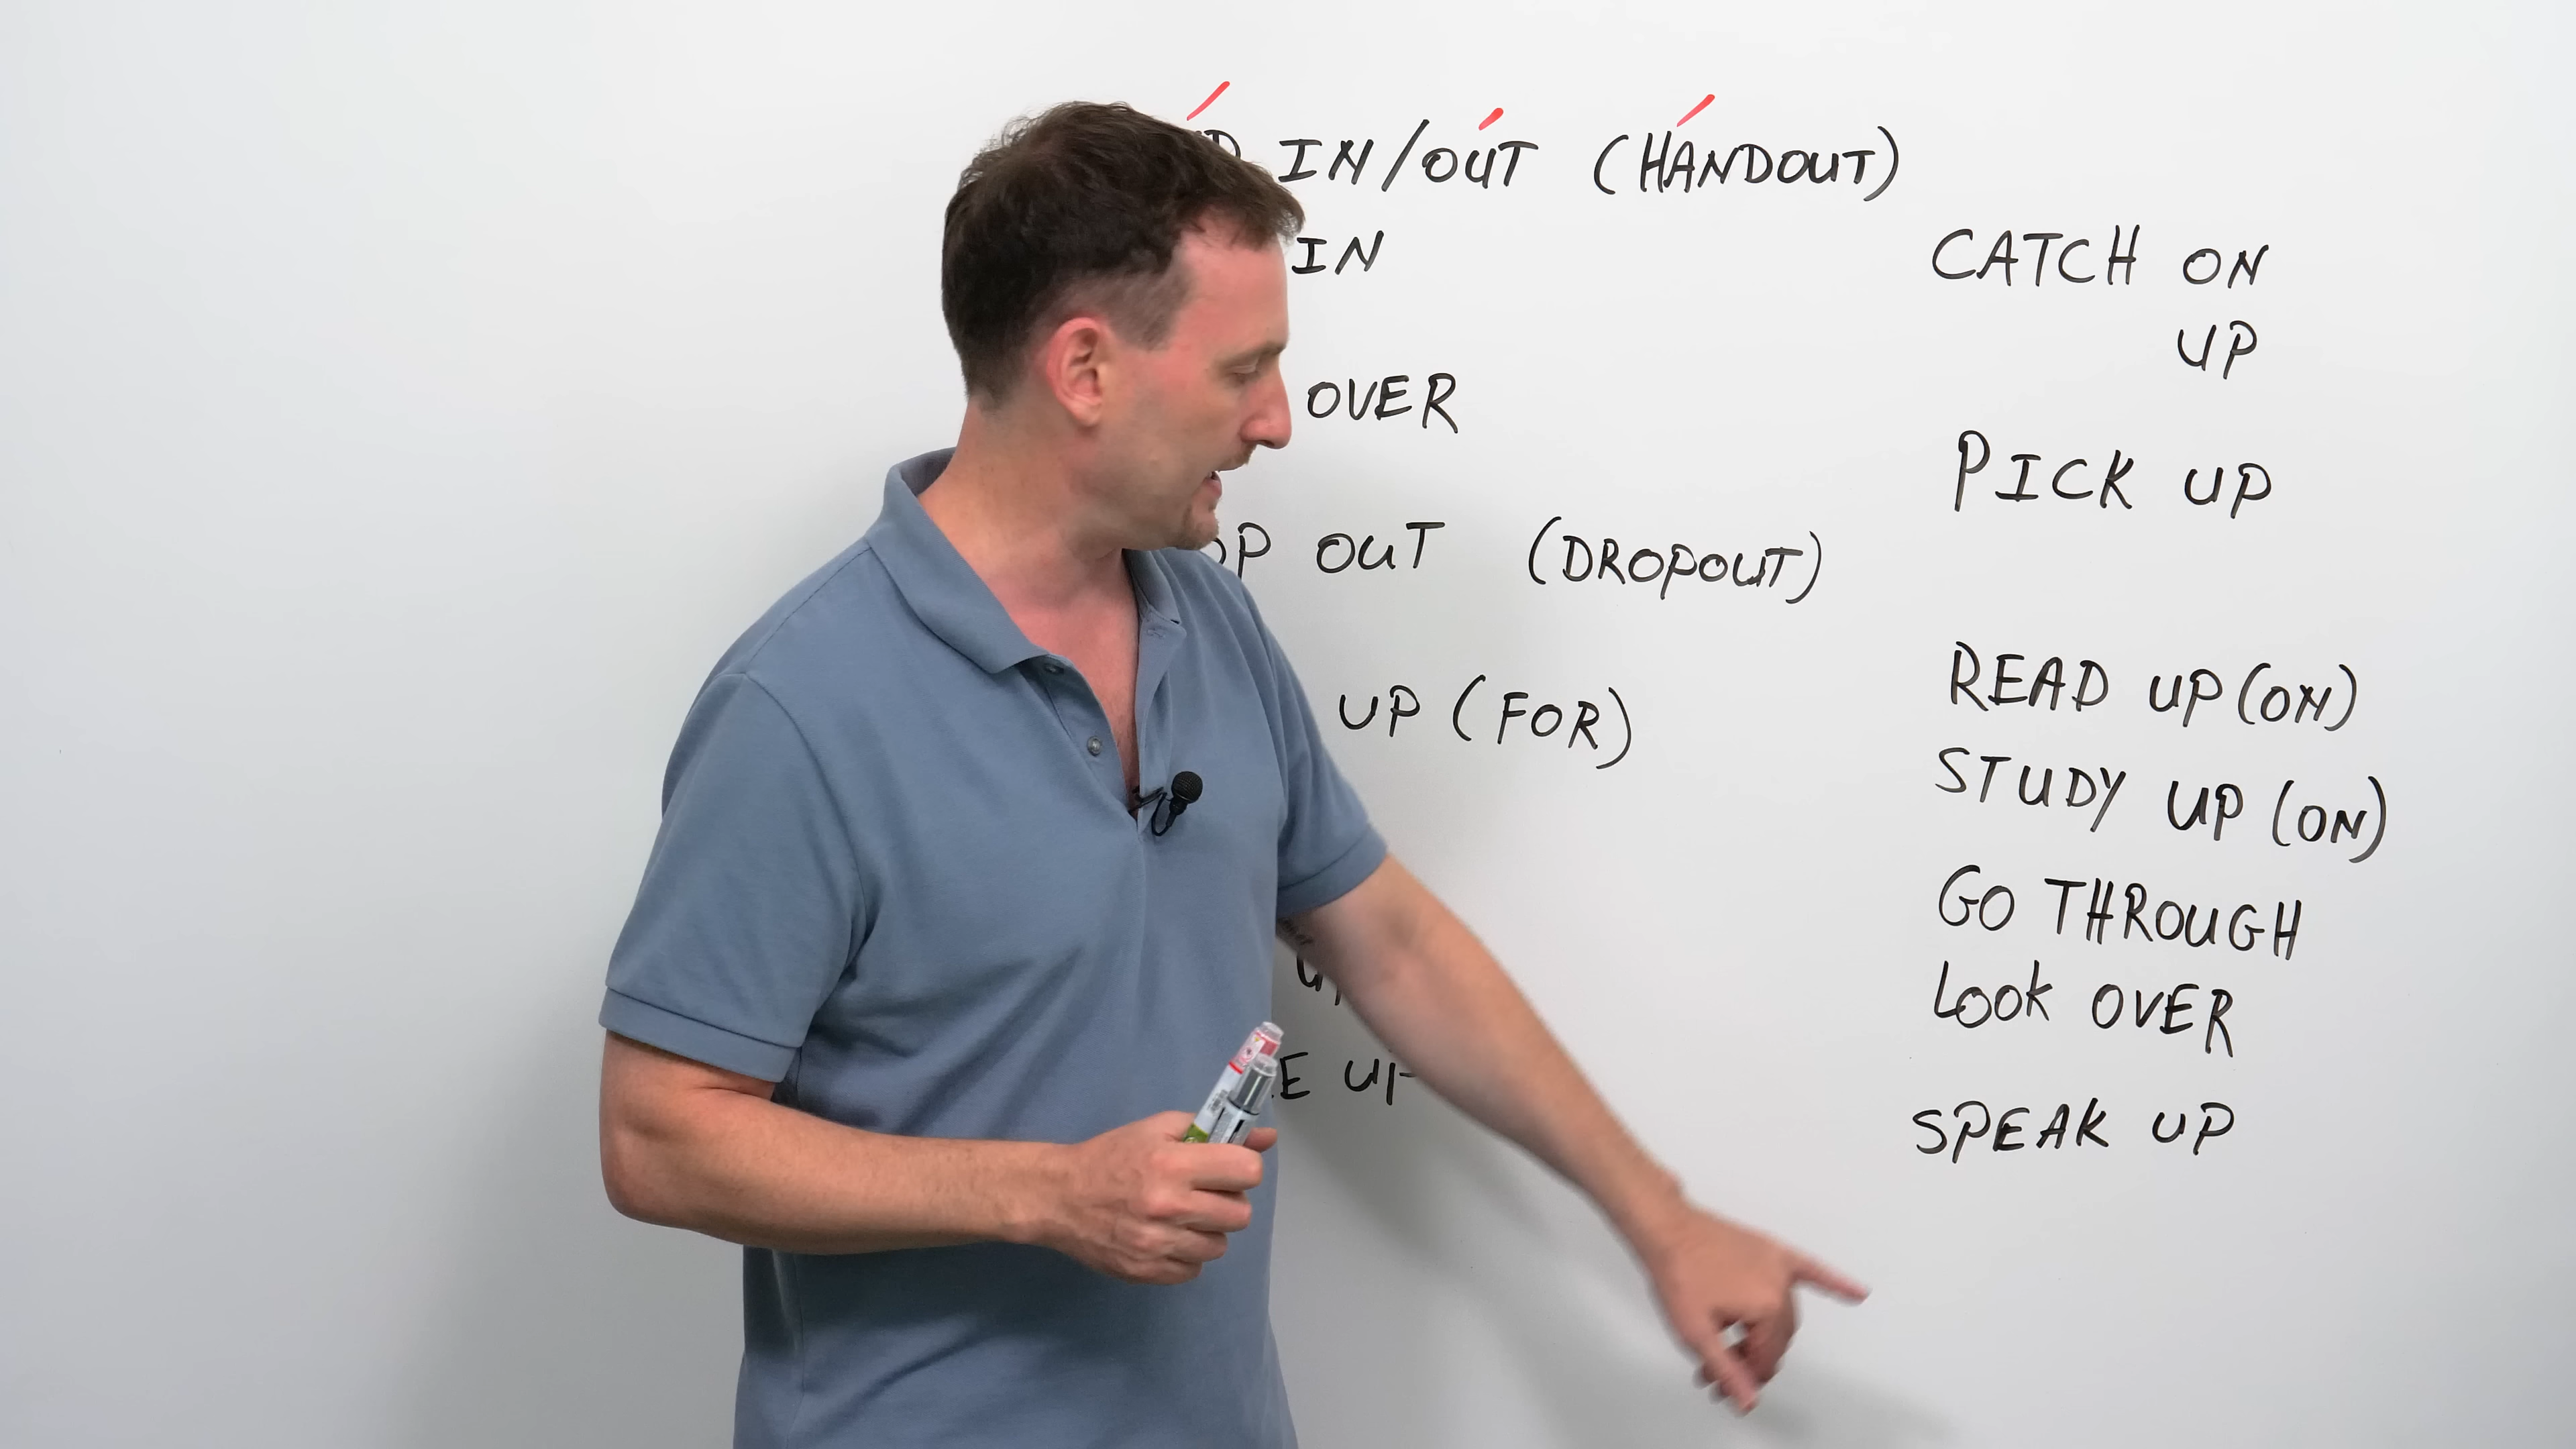 IN/OUT (HANDOUT)
IN
OVER
OUT (DROPOUT)
UP (FOR)
CATCH ON
UP
PICK UP
READ UP (ON)
STUDY UP (ON)
GO THROUGH
LOOK OVER
SPEAK UP